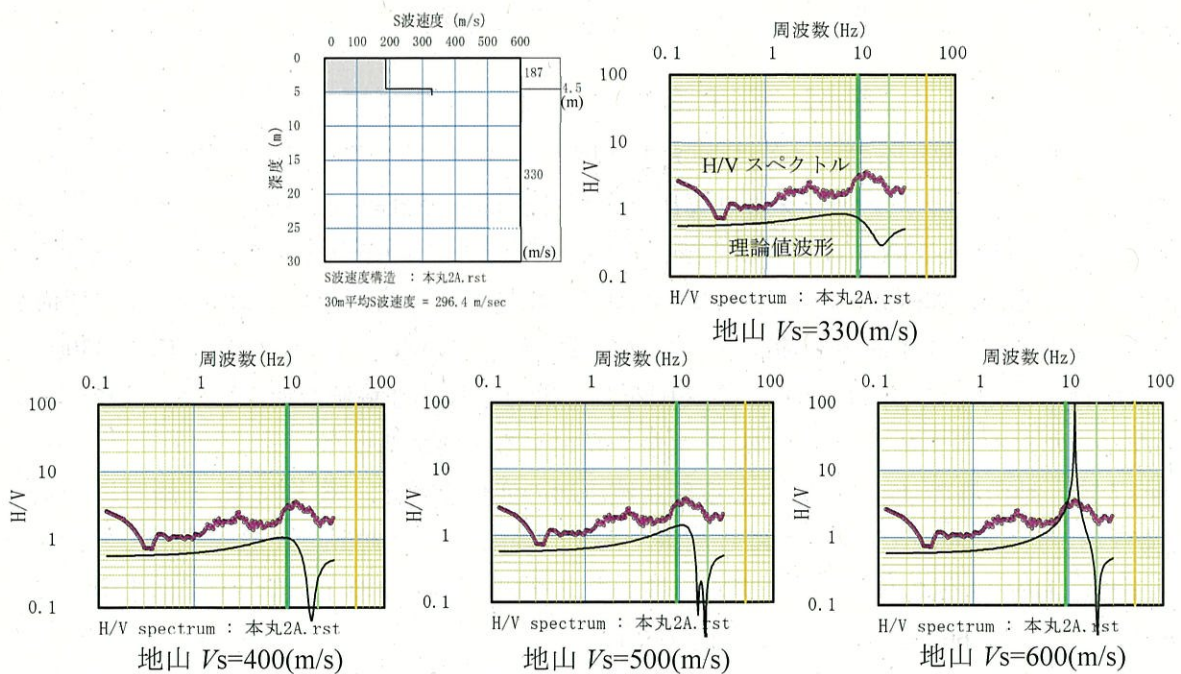 S波速度 (m/s)
0 100 200 300 400 500 600
0
5
10
15
20
25
30
深度 (m)
187
4.5
(m)
330
(m/s)
S波速度構造 : 本丸2A.rst
30m平均S波速度 = 296.4 m/sec
周波数(Hz)
0.1 1 10 100
100
10
1
0.1
H/V
H/V スペクトル
理論値波形
H/V spectrum : 本丸2A.rst
地山 Vs=330(m/s)
周波数(Hz)
0.1 1 10 100
100
10
1
0.1
H/V
H/V spectrum : 本丸2A.rst
地山 Vs=400(m/s)
周波数(Hz)
0.1 1 10 100
100
10
1
0.1
H/V
H/V spectrum : 本丸2A.rst
地山 Vs=500(m/s)
周波数(Hz)
0.1 1 10 100
100
10
1
0.1
H/V
H/V spectrum : 本丸2A.rst
地山 Vs=600(m/s)